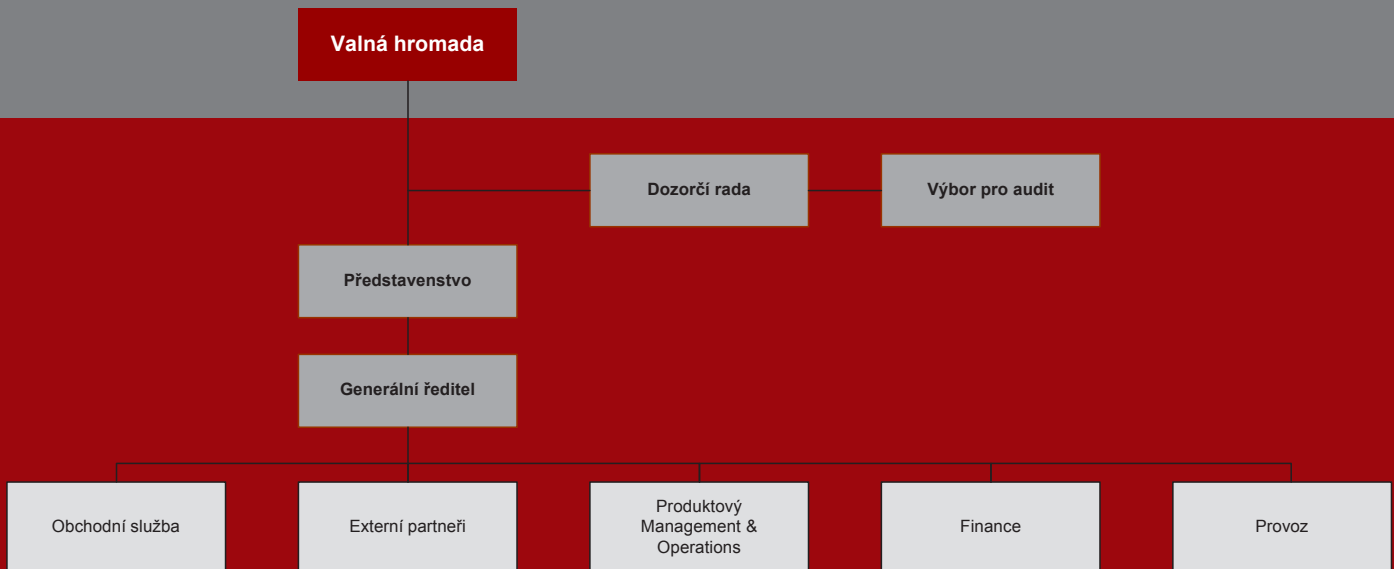 Valná hromada
Dozorčí rada
Výbor pro audit
Představenstvo
Generální ředitel
Obchodní služba
Externí partneři
Produktový
Management &
Operations
Finance
Provoz